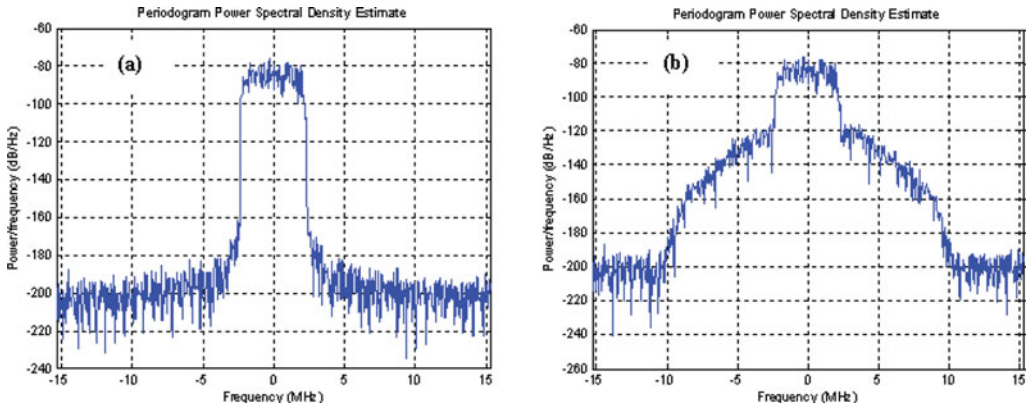 Periodogram Power Spectral Density Estimate
(a)
Power/frequency (dB/Hz)
-60
-80
-100
-120
-140
-160
-180
-200
-220
-240
-15 -10 -5 0 5 10 15
Frequency (MHz)
Periodogram Power Spectral Density Estimate
(b)
Power/frequency (dB/Hz)
-60
-80
-100
-120
-140
-160
-180
-200
-220
-240
-260
-15 -10 -5 0 5 10 15
Frequency (MHz)